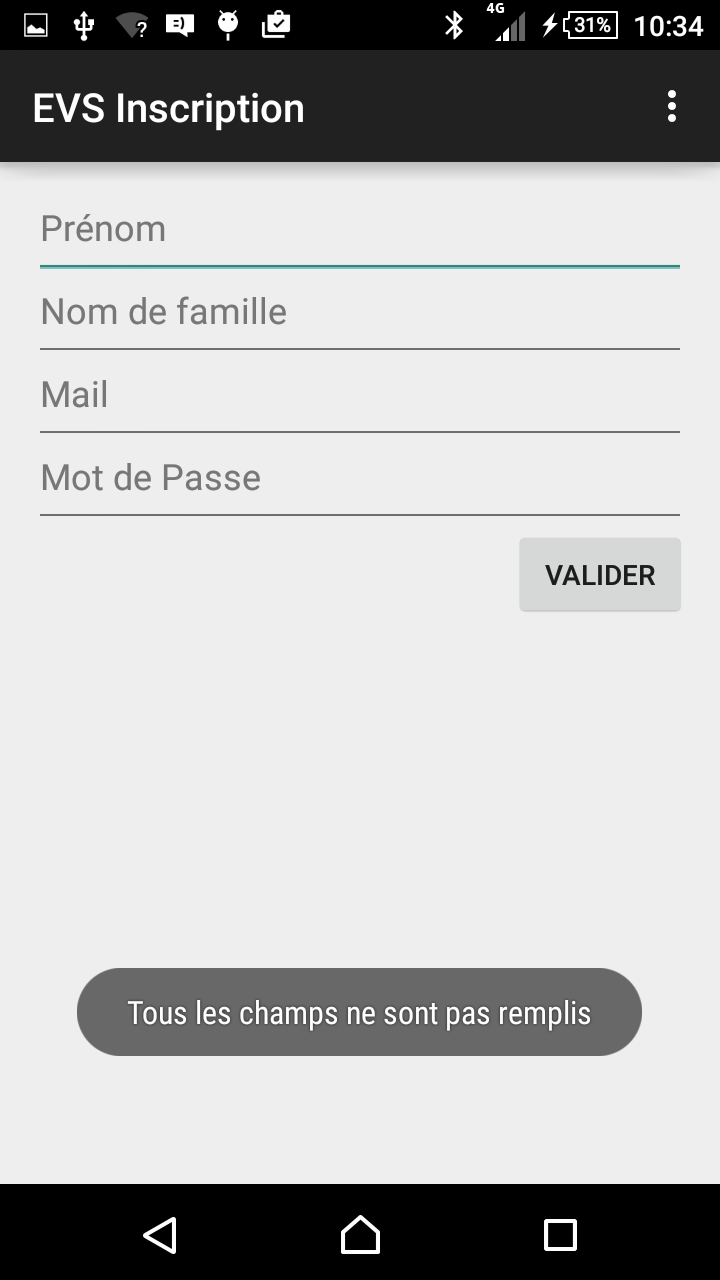 4G
31%
10:34
EVS Inscription
Prénom
Nom de famille
Mail
Mot de Passe
VALIDER
Tous les champs ne sont pas remplis